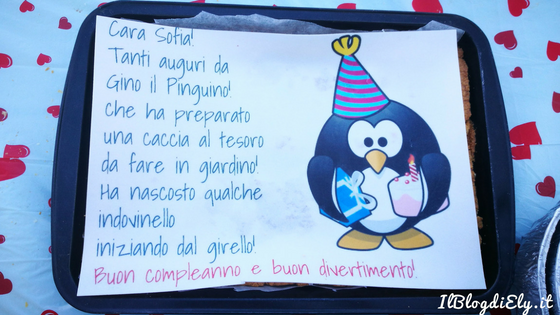 Cara Sofia!
Tanti auguri da
Gino il Pinguino!
Che ha preparato
una caccia al tesoro
da fare in giardino!
Ha nascosto qualche
indovinello
iniziando dal girello!
Buon compleanno e buon divertimento!
IlBlogdiEly.it